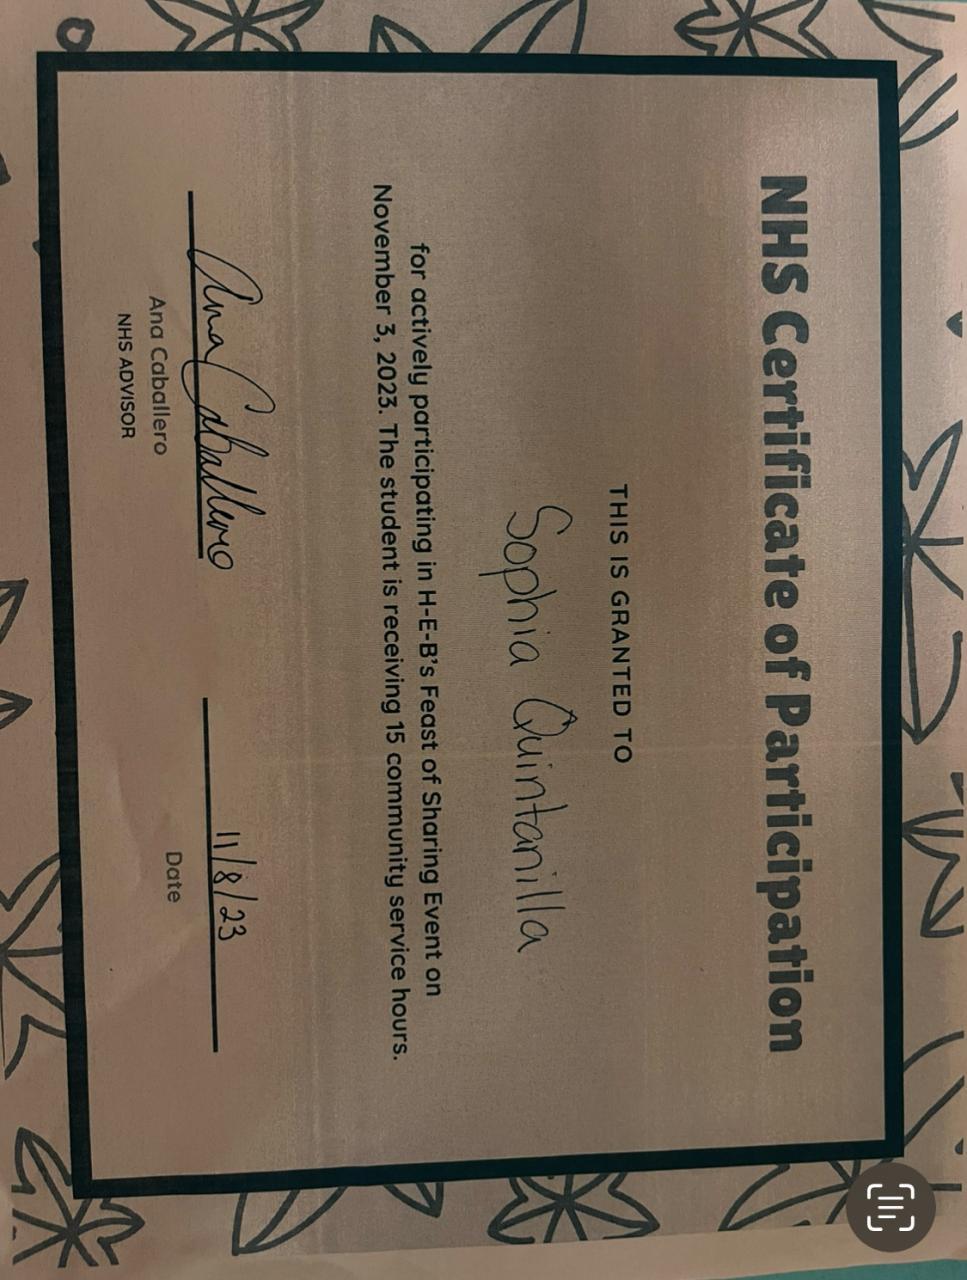 NHS Certificate of Participation
THIS IS GRANTED TO
Sophia Quintanilla
for actively participating in H-E-B's Feast of Sharing Event on
November 3, 2023. The student is receiving 15 community service hours.
Ana Caballero
11/8/23
Ana Caballero
Date
NHS ADVISOR